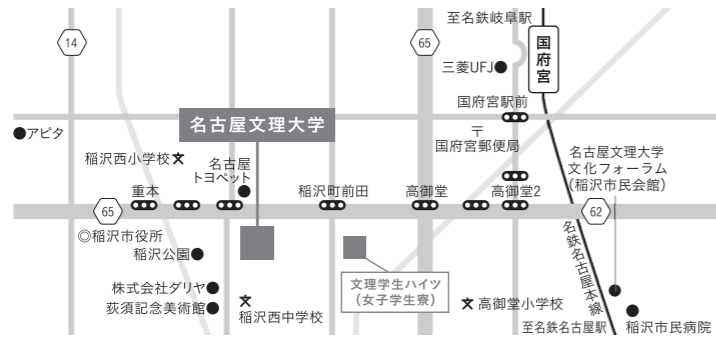 至名鉄岐阜駅
14
65
国府宮
三菱UFJ
国府宮駅前
名古屋文理大学
アピタ
〒
国府宮郵便局
稲沢西小学校
文
名古屋
トヨペット
名古屋文理大学
文化フォーラム
(稲沢市民会館)
重本
稲沢町前田
高御堂
高御堂2
65
62
◎稲沢市役所
稲沢公園
名鉄名古屋本線
文理学生ハイツ
(女子学生寮)
株式会社ダリヤ
荻須記念美術館
文
稲沢西中学校
文
高御堂小学校
至名鉄名古屋駅
稲沢市民病院